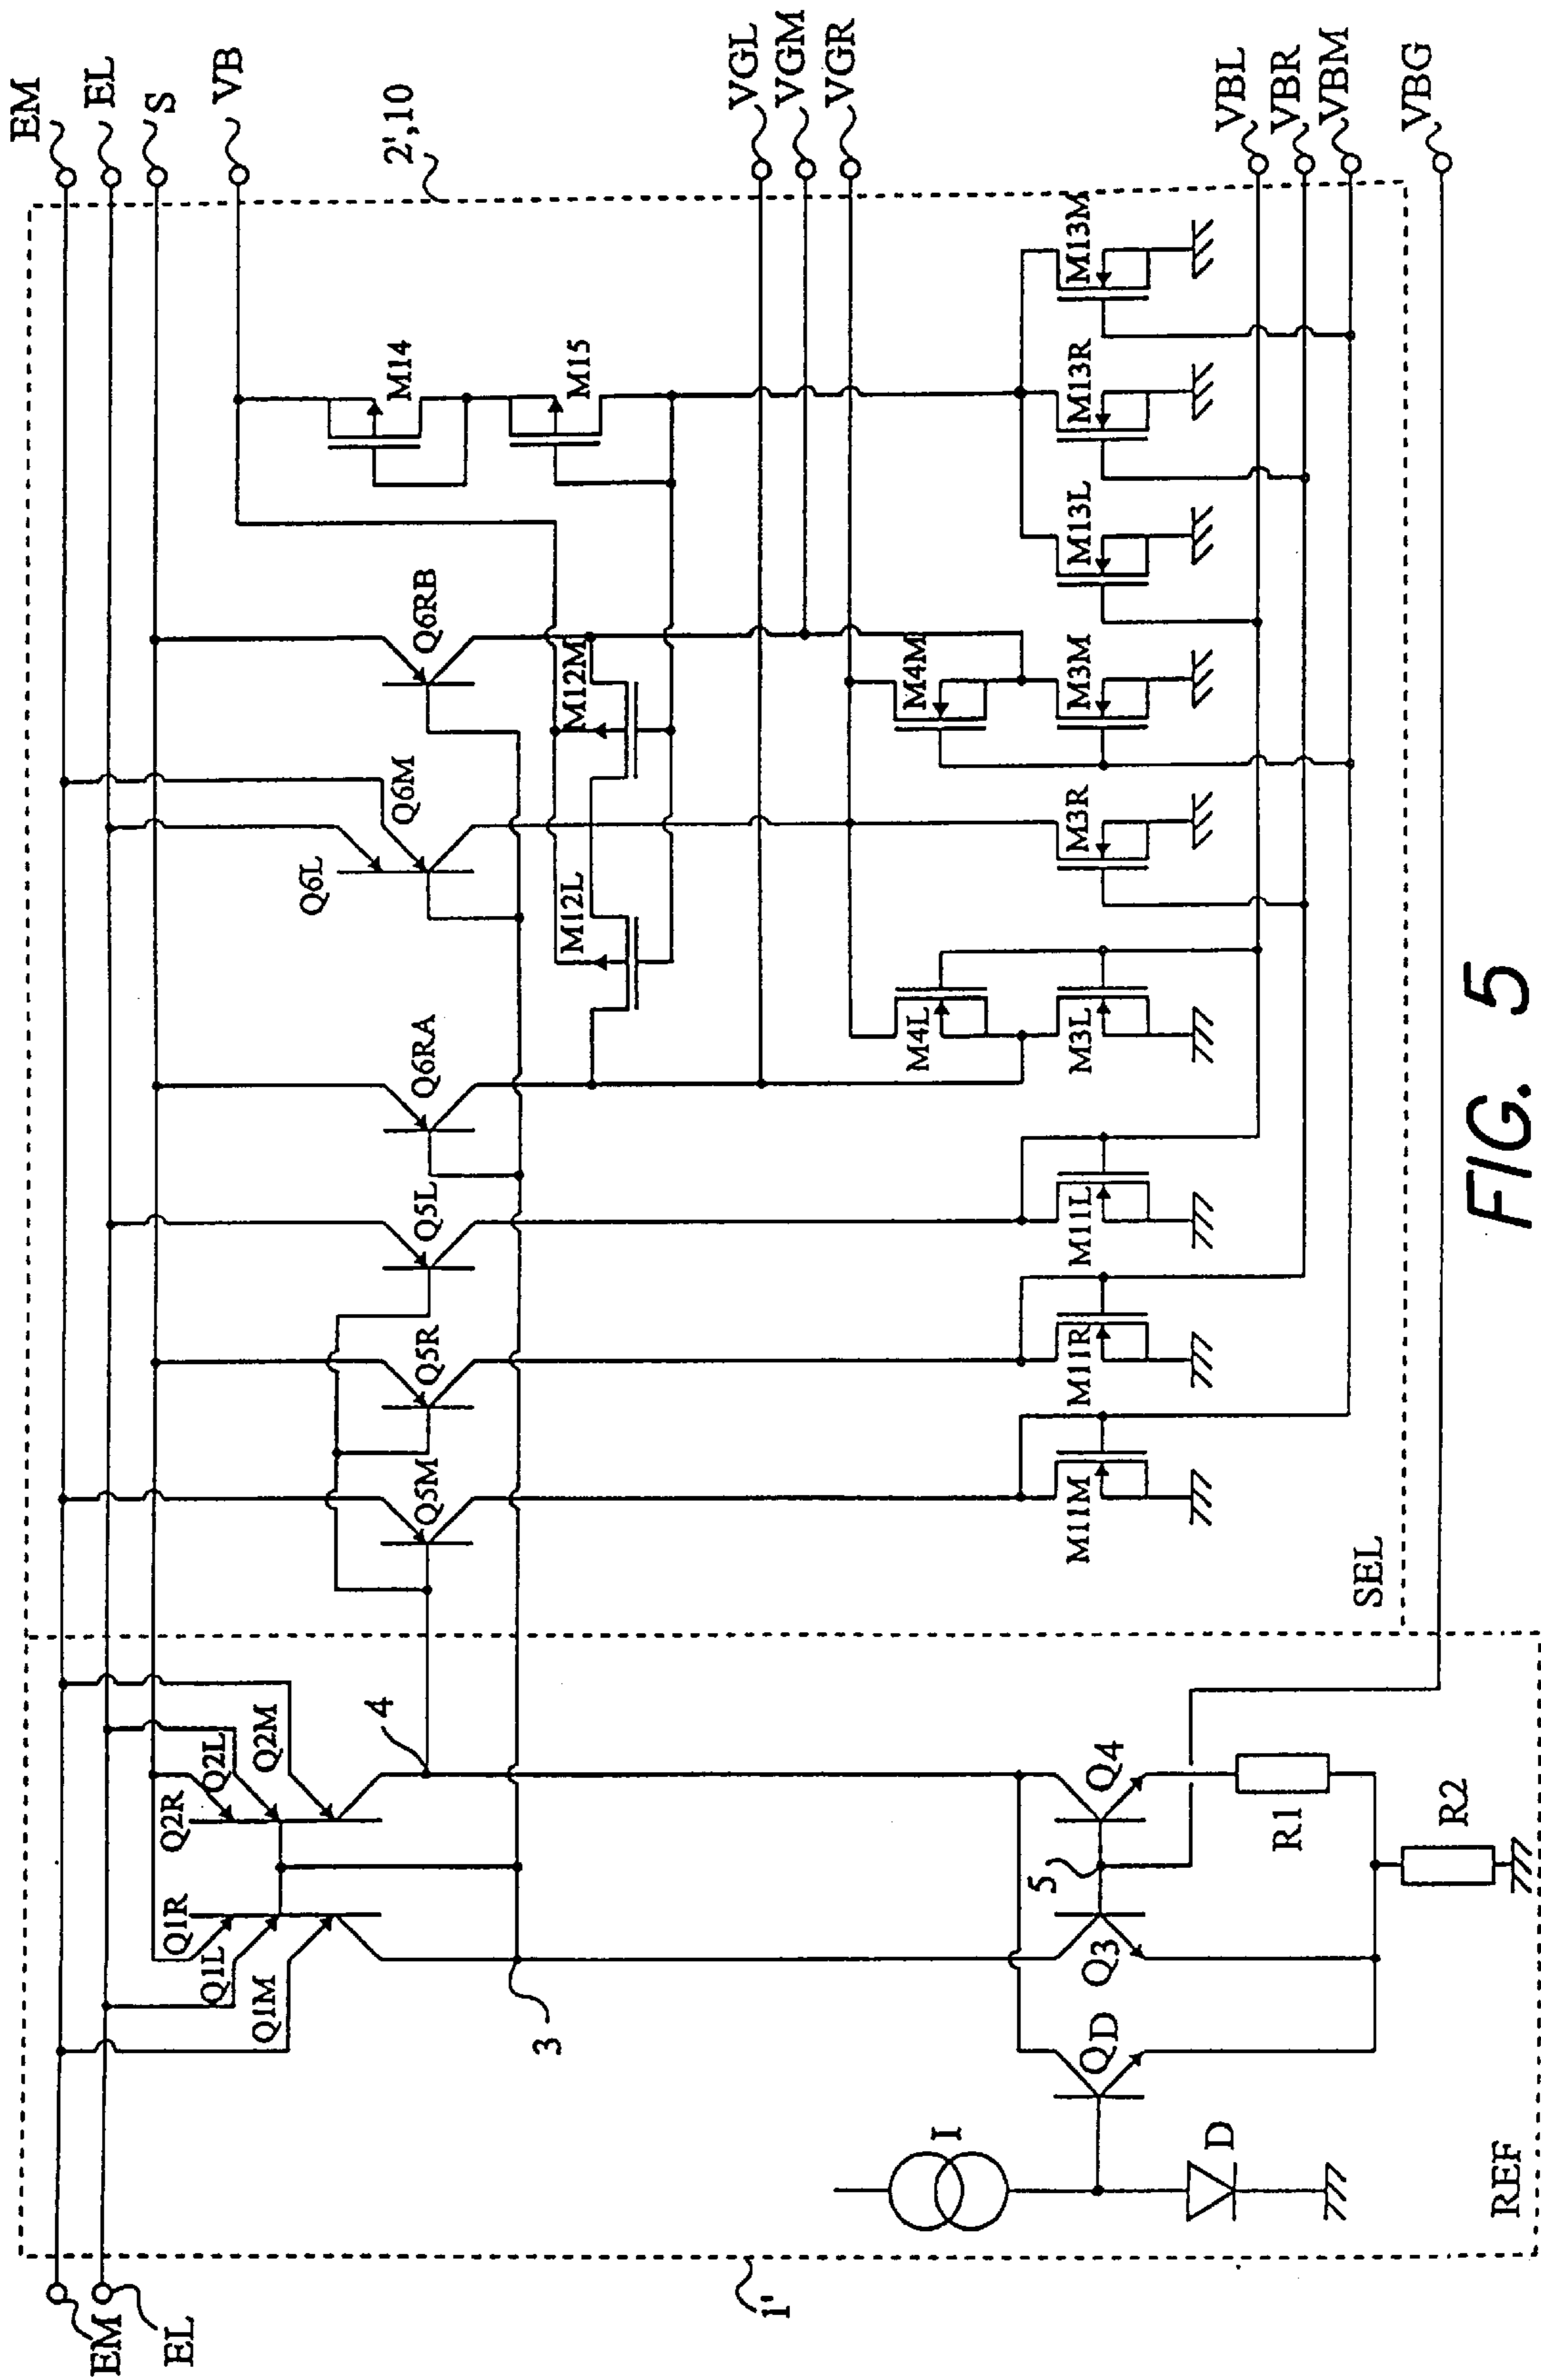 EM
EL
S
VB
2',10
VGL
VGM
VGR
VBL
VBR
VBM
VBG
M14
M15
M13M
M13R
M13L
Q6RB
M12M
M4M
M3M
Q6M
Q6L
M3R
M12L
Q6RA
M4L
M3L
Q5L
M11L
Q5R
M11R
Q5M
M11M
SEL
Q2M
Q2L
Q2R
4
Q4
R1
R2
5
Q1R
Q1L
Q1M
Q3
3
QD
I
D
REF
1'
EM
EL
FIG. 5